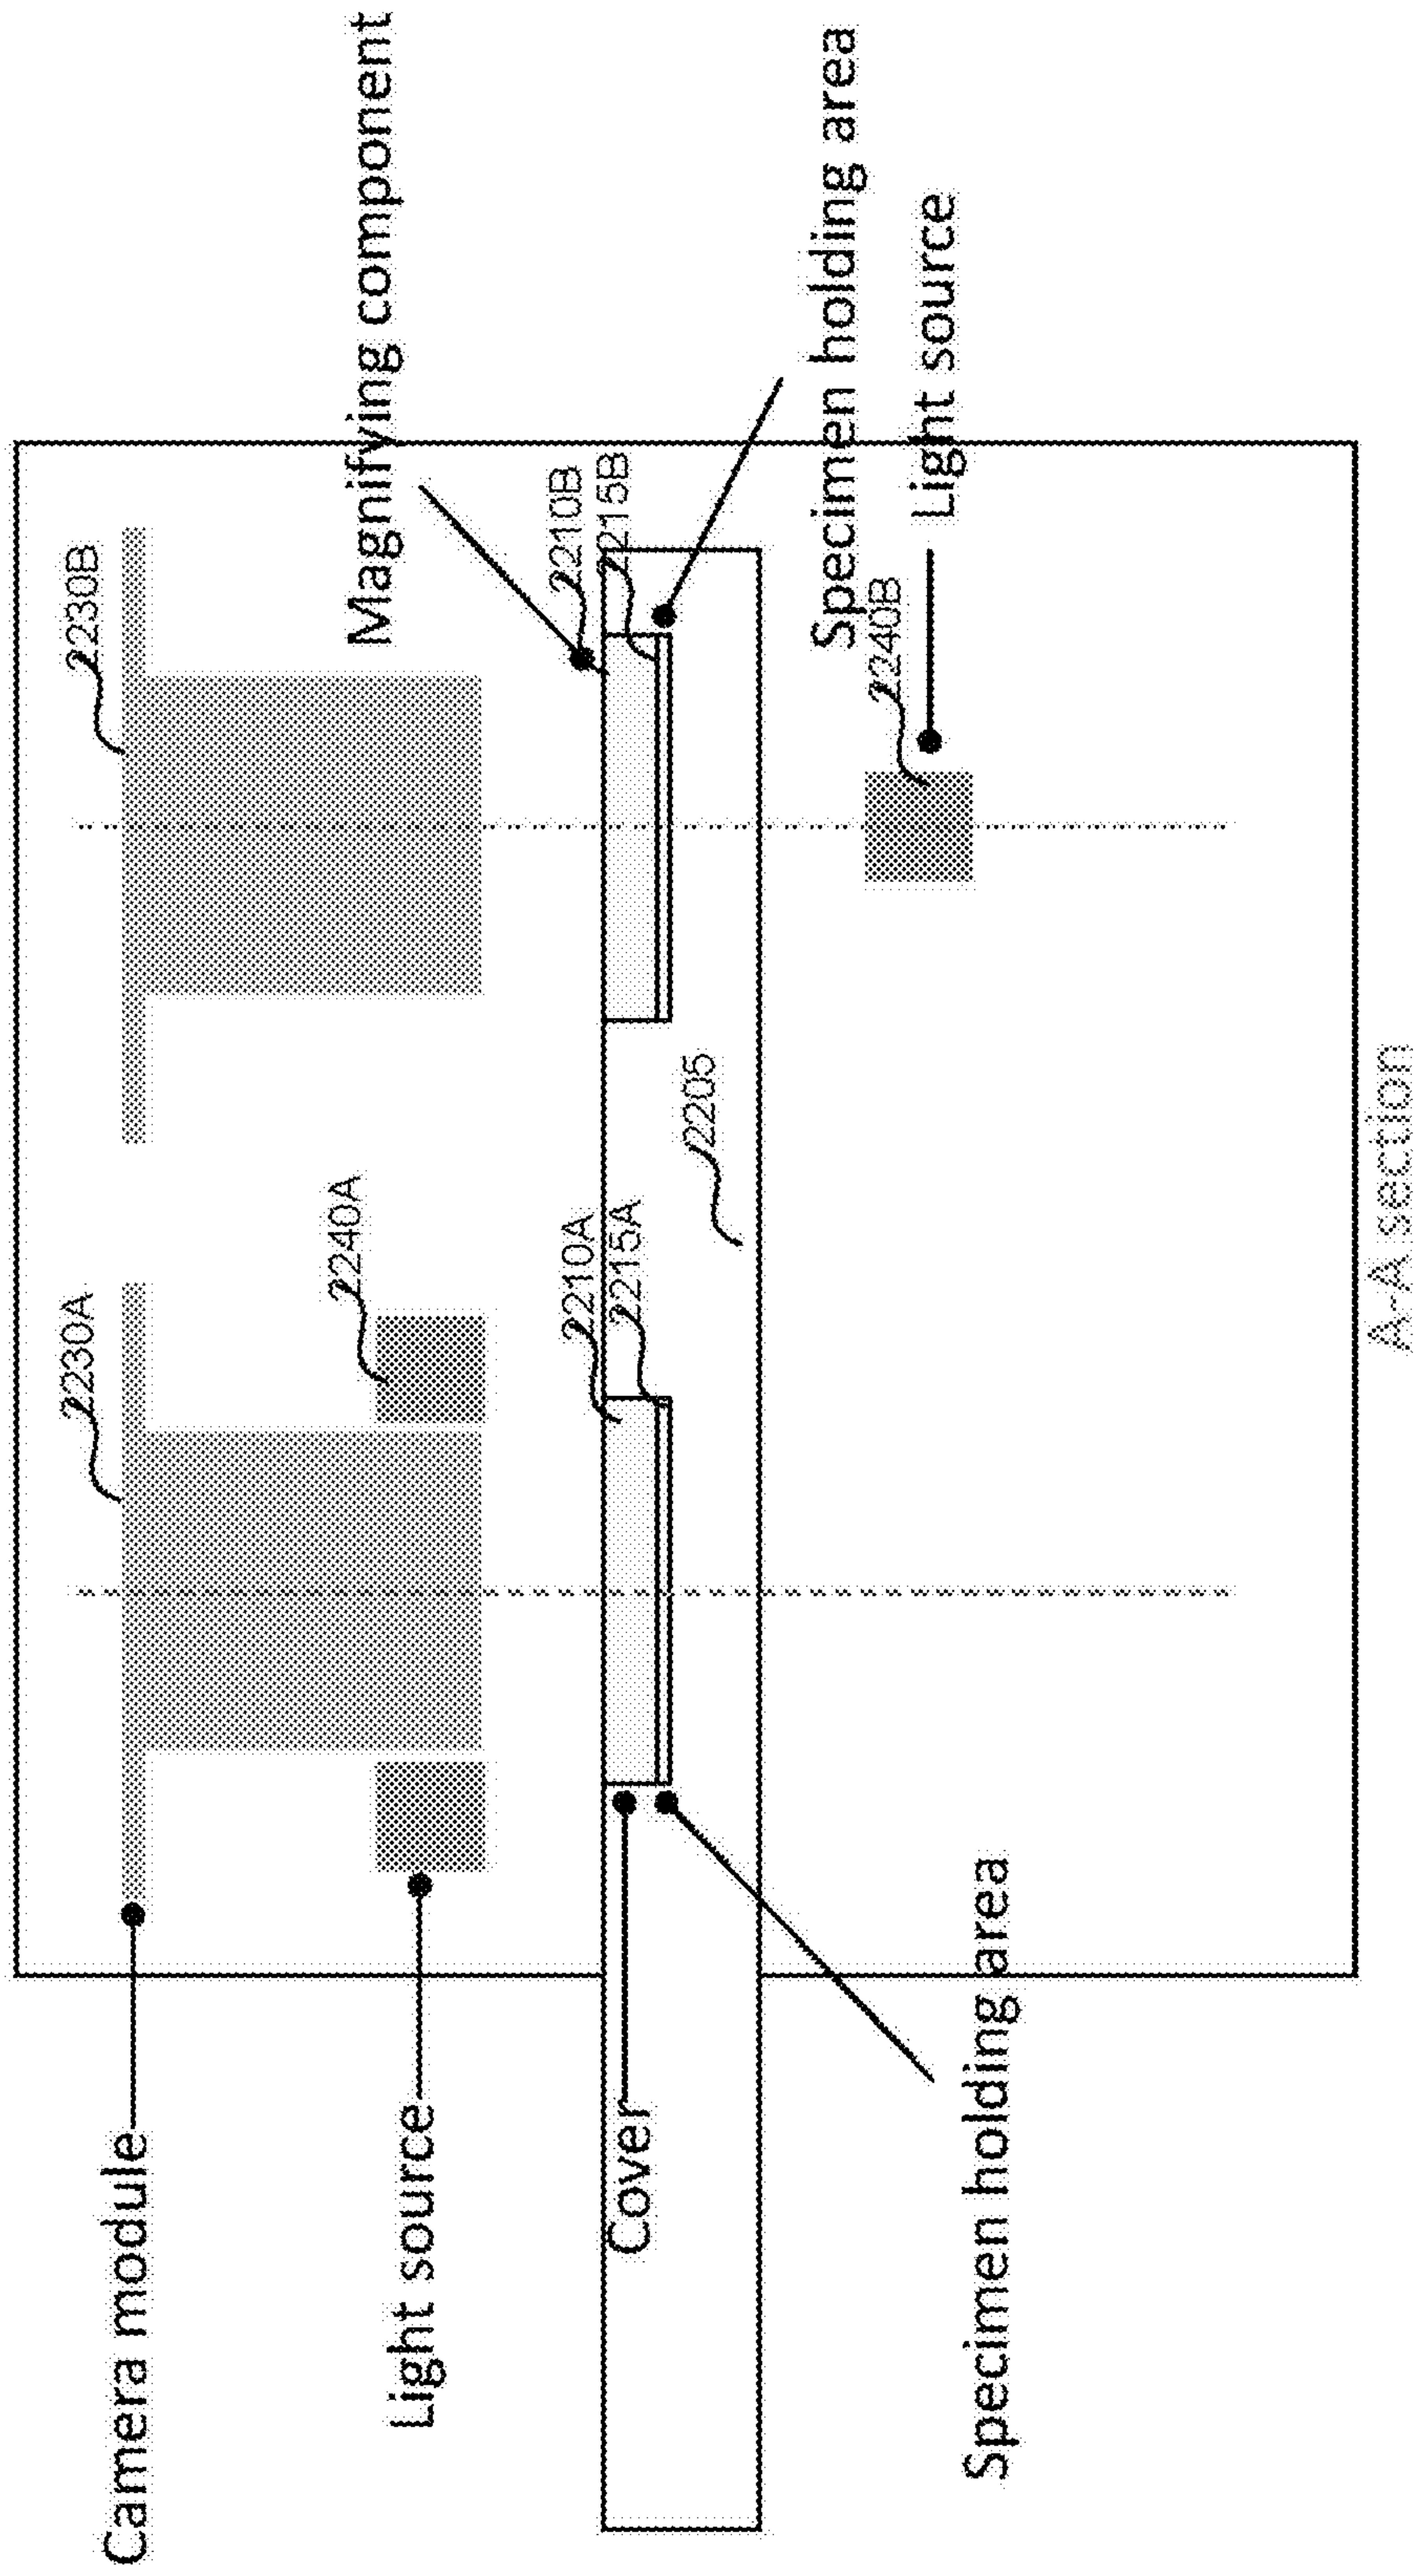 Camera module
2230A
2230B
Light source
2240A
Magnifying component
Cover
2210A
2215A
2210B
2215B
2205
Specimen holding area
Specimen holding area
2240B
Light source
A-A section